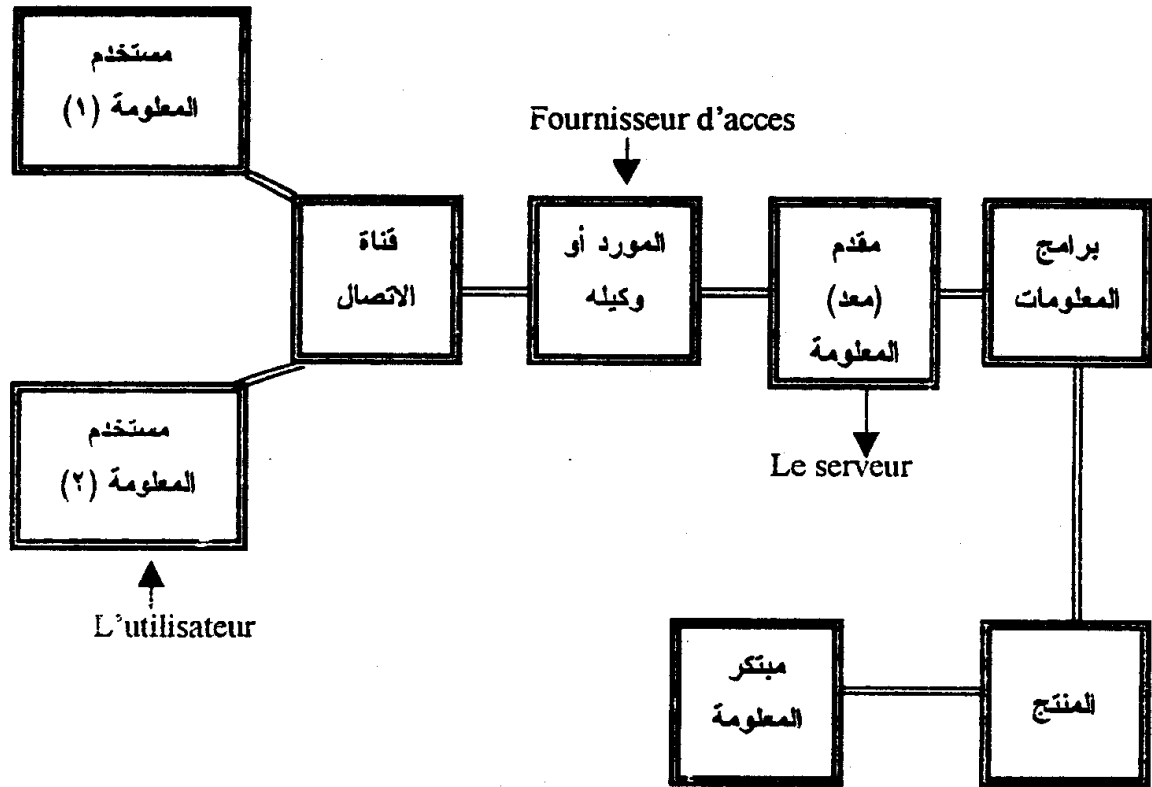 مستخدم
المعلومة (١)
Fournisseur d'acces
قناة
الاتصال
المورد أو
وكيله
مقدم
(معد)
المعلومة
برامج
المعلومات
مستخدم
المعلومة (٢)
Le serveur
L'utilisateur
مبتكر
المعلومة
المنتج